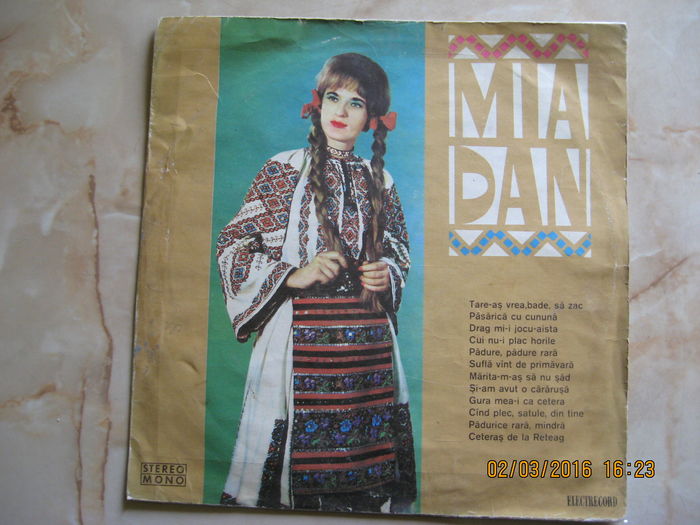 MIA
DAN
Tare-aș vrea,bade, să zac
Păsărică cu cunună
Drag mi-i jocu-aista
Cui nu-i plac horile
Pădure, pădure rară
Suflă vînt de primăvară
Mărita-m-aș să nu șăd
Și-am avut o cărărușă
Gura mea-i ca cetera
Cînd plec, satule, din tine
Pădurice rară, mîndră
Ceteraș de la Reteag
STEREO
MONO
ELECTRECORD
02/03/2016 16:23